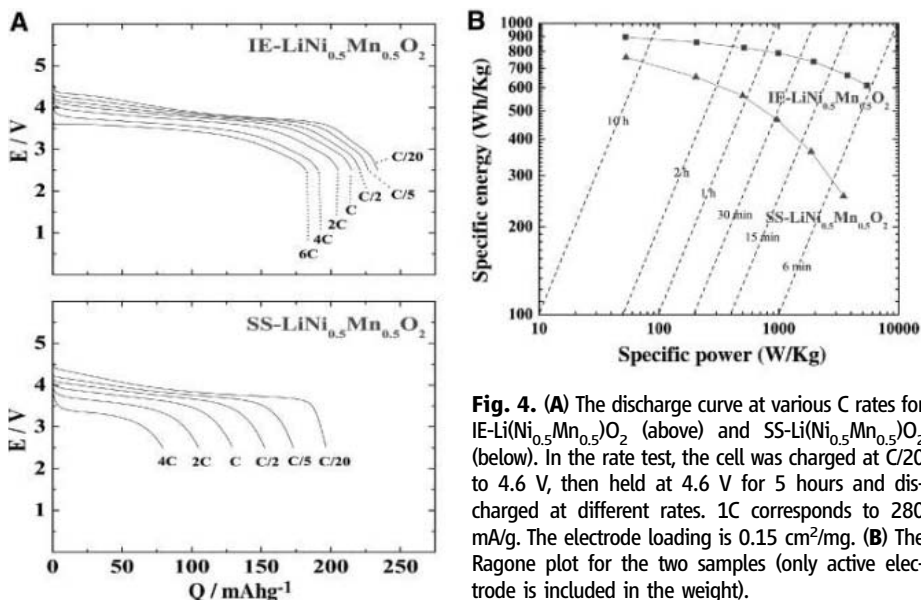 A
IE-LiNi0.5Mn0.5O2
E / V
5
4
3
2
1
C/20
C/5
C/2
C
2C
4C
6C
SS-LiNi0.5Mn0.5O2
E / V
5
4
3
2
1
4C 2C C C/2 C/5 C/20
0 50 100 150 200 250
Q / mAhg-1
B
Specific energy (Wh/Kg)
1000
900
800
700
600
500
400
300
200
100
IE-LiNi0.5Mn0.5O2
SS-LiNi0.5Mn0.5O2
10 h
2 h
1 h
30 min
15 min
6 min
10 100 1000 10000
Specific power (W/Kg)
Fig. 4. (A) The discharge curve at various C rates for
IE-Li(Ni0.5Mn0.5)O2 (above) and SS-Li(Ni0.5Mn0.5)O2
(below). In the rate test, the cell was charged at C/20
to 4.6 V, then held at 4.6 V for 5 hours and dis-
charged at different rates. 1C corresponds to 280
mA/g. The electrode loading is 0.15 cm2/mg. (B) The
Ragone plot for the two samples (only active elec-
trode is included in the weight).